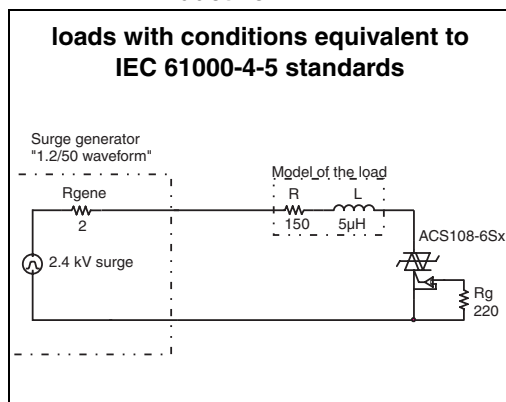 loads with conditions equivalent to
IEC 61000-4-5 standards
Surge generator
"1.2/50 waveform"
Model of the load
Rgene
R
L
2
150
5µH
ACS108-6Sx
2.4 kV surge
Rg
220